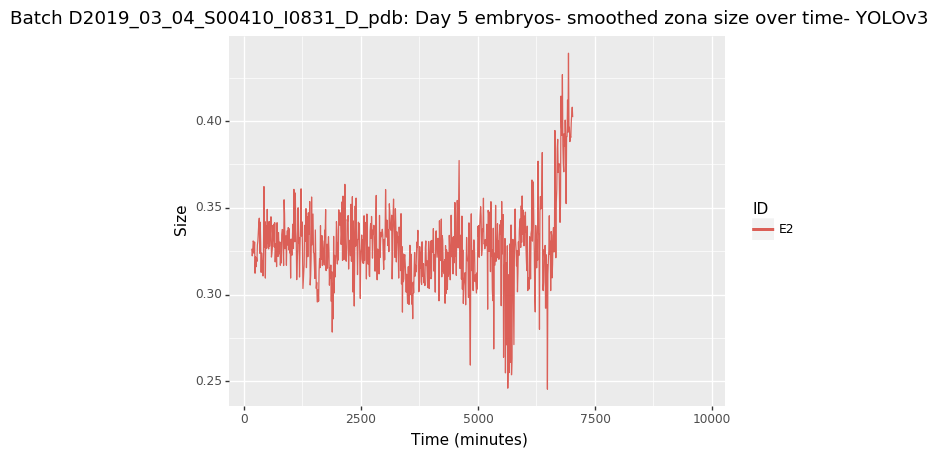 Batch D2019_03_04_S00410_I0831_D_pdb: Day 5 embryos- smoothed zona size over time- YOLOv3
0.40
0.35
0.30
0.25
Size
0
2500
5000
7500
10000
Time (minutes)
ID
E2